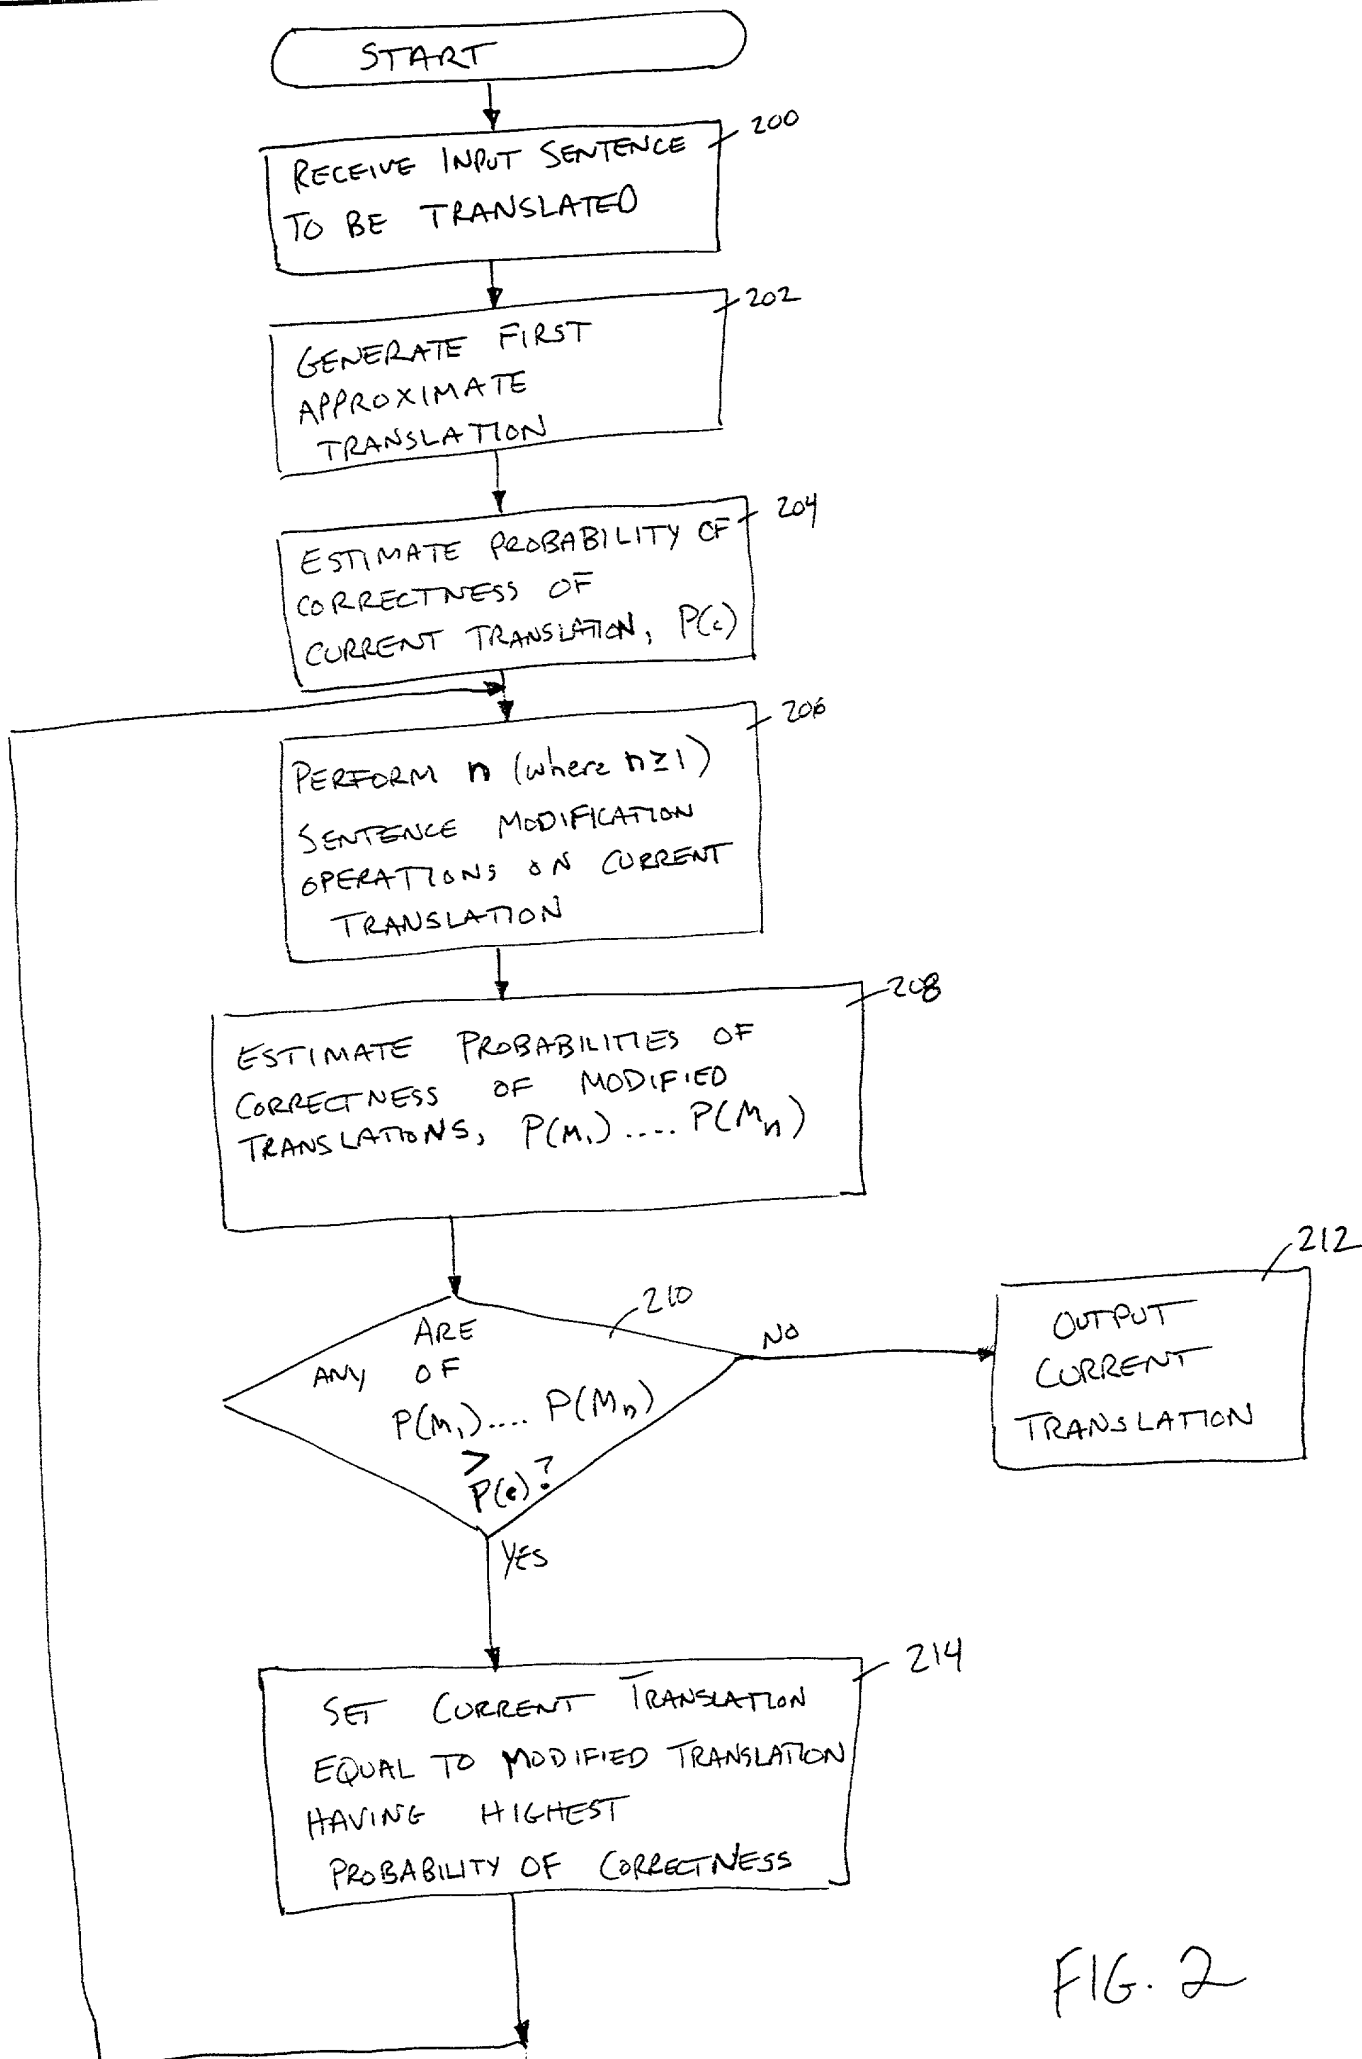 START
200
RECEIVE INPUT SENTENCE
TO BE TRANSLATED
202
GENERATE FIRST
APPROXIMATE
TRANSLATION
204
ESTIMATE PROBABILITY OF
CORRECTNESS OF
CURRENT TRANSLATION, P(c)
206
PERFORM n (where n≥1)
SENTENCE MODIFICATION
OPERATIONS ON CURRENT
TRANSLATION
208
ESTIMATE PROBABILITIES OF
CORRECTNESS OF MODIFIED
TRANSLATIONS, P(M₁).... P(Mₙ)
210
ARE
ANY OF
P(M₁).... P(Mₙ)
>
P(c)?
NO
212
OUTPUT
CURRENT
TRANSLATION
YES
214
SET CURRENT TRANSLATION
EQUAL TO MODIFIED TRANSLATION
HAVING HIGHEST
PROBABILITY OF CORRECTNESS
FIG. 2